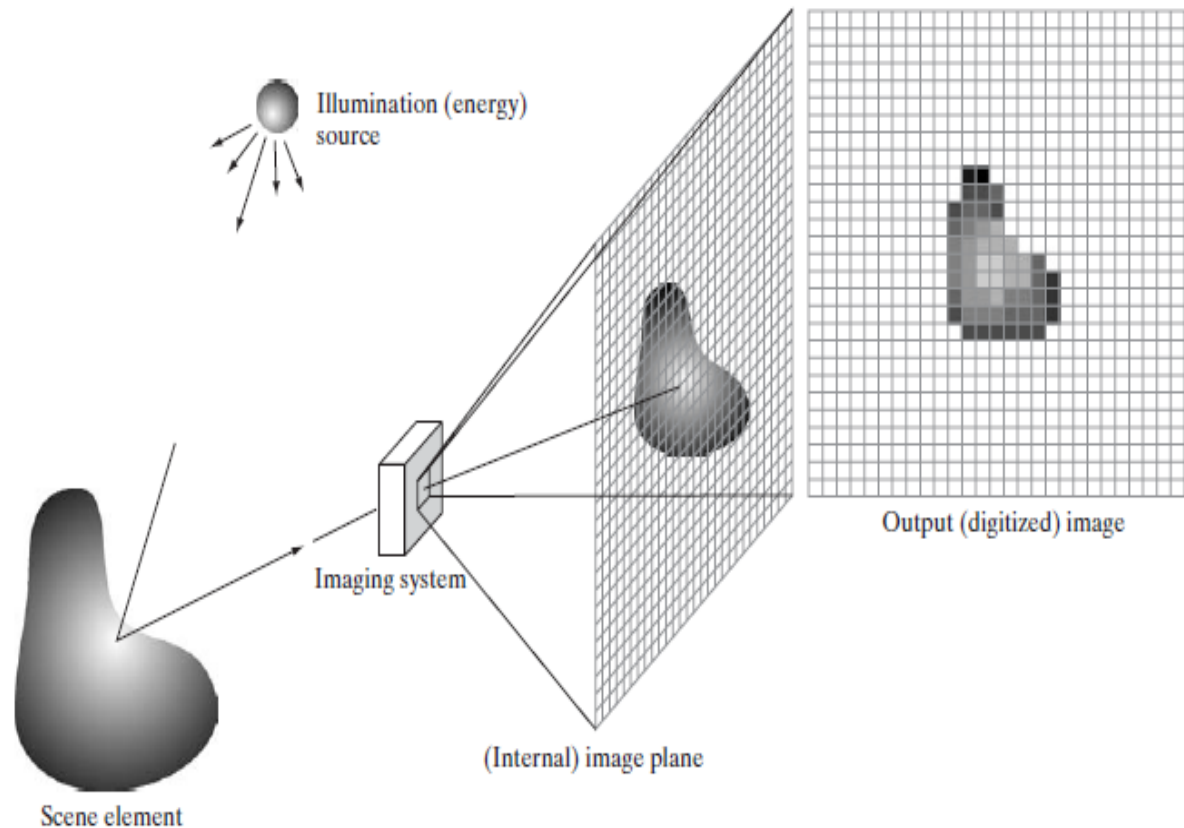 Illumination (energy)
source
Output (digitized) image
Imaging system
(Internal) image plane
Scene element